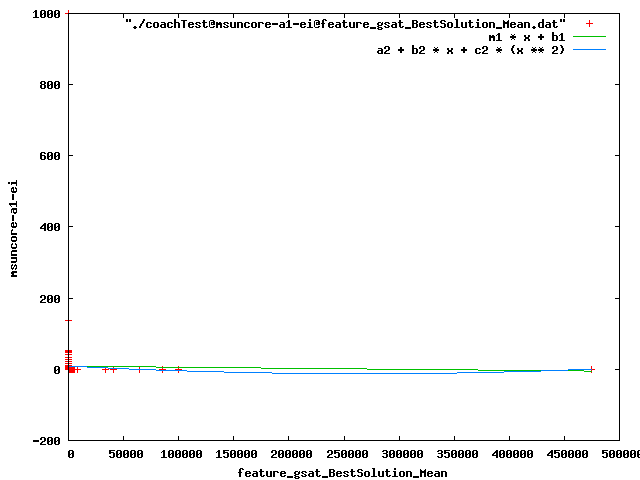 "./coachTest@msuncore-a1-ei@feature_gsat_BestSolution_Mean.dat"
m1 * x + b1
a2 + b2 * x + c2 * (x ** 2)
1000
800
600
400
200
0
-200
msuncore-a1-ei
0 50000 100000 150000 200000 250000 300000 350000 400000 450000 500000
feature_gsat_BestSolution_Mean